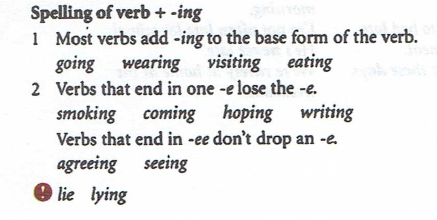 Spelling of verb + -ing
1 Most verbs add -ing to the base form of the verb.
going wearing visiting eating
2 Verbs that end in one -e lose the -e.
smoking coming hoping writing
Verbs that end in -ee don't drop an -e.
agreeing seeing
! lie lying